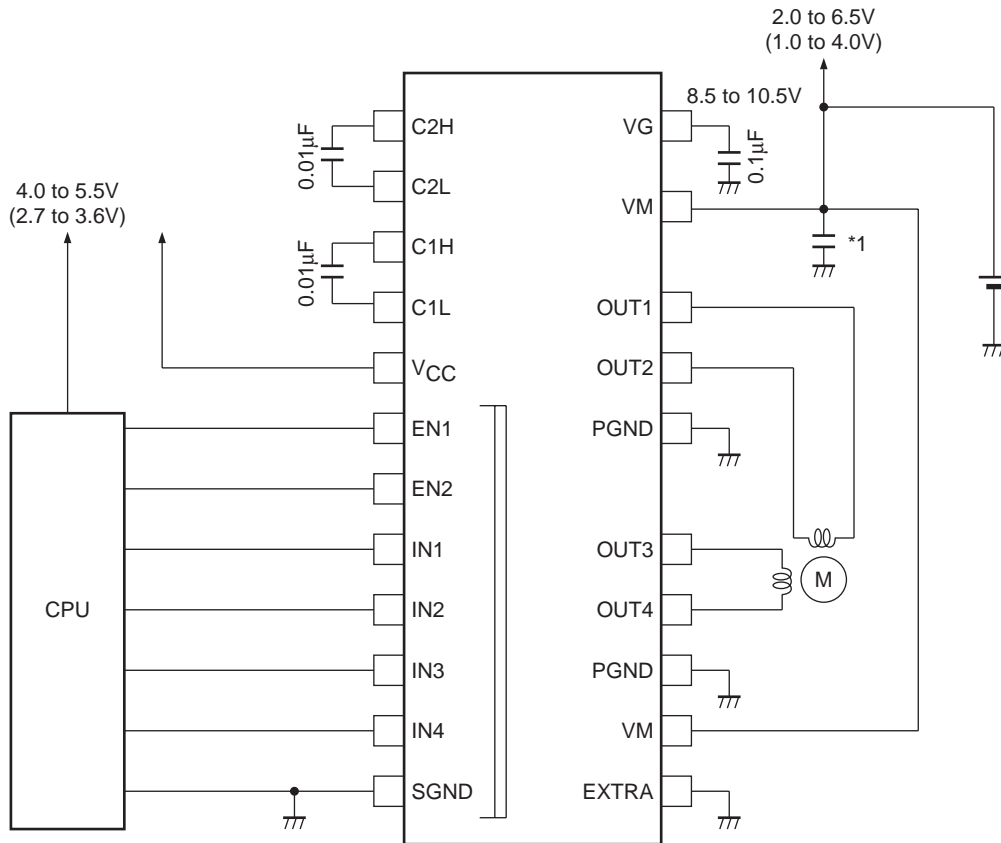 2.0 to 6.5V
(1.0 to 4.0V)
8.5 to 10.5V
C2H
VG
0.01µF
0.1µF
C2L
4.0 to 5.5V
(2.7 to 3.6V)
VM
C1H
*1
0.01µF
C1L
OUT1
VCC
OUT2
EN1
PGND
EN2
IN1
OUT3
M
CPU
IN2
OUT4
IN3
PGND
IN4
VM
SGND
EXTRA